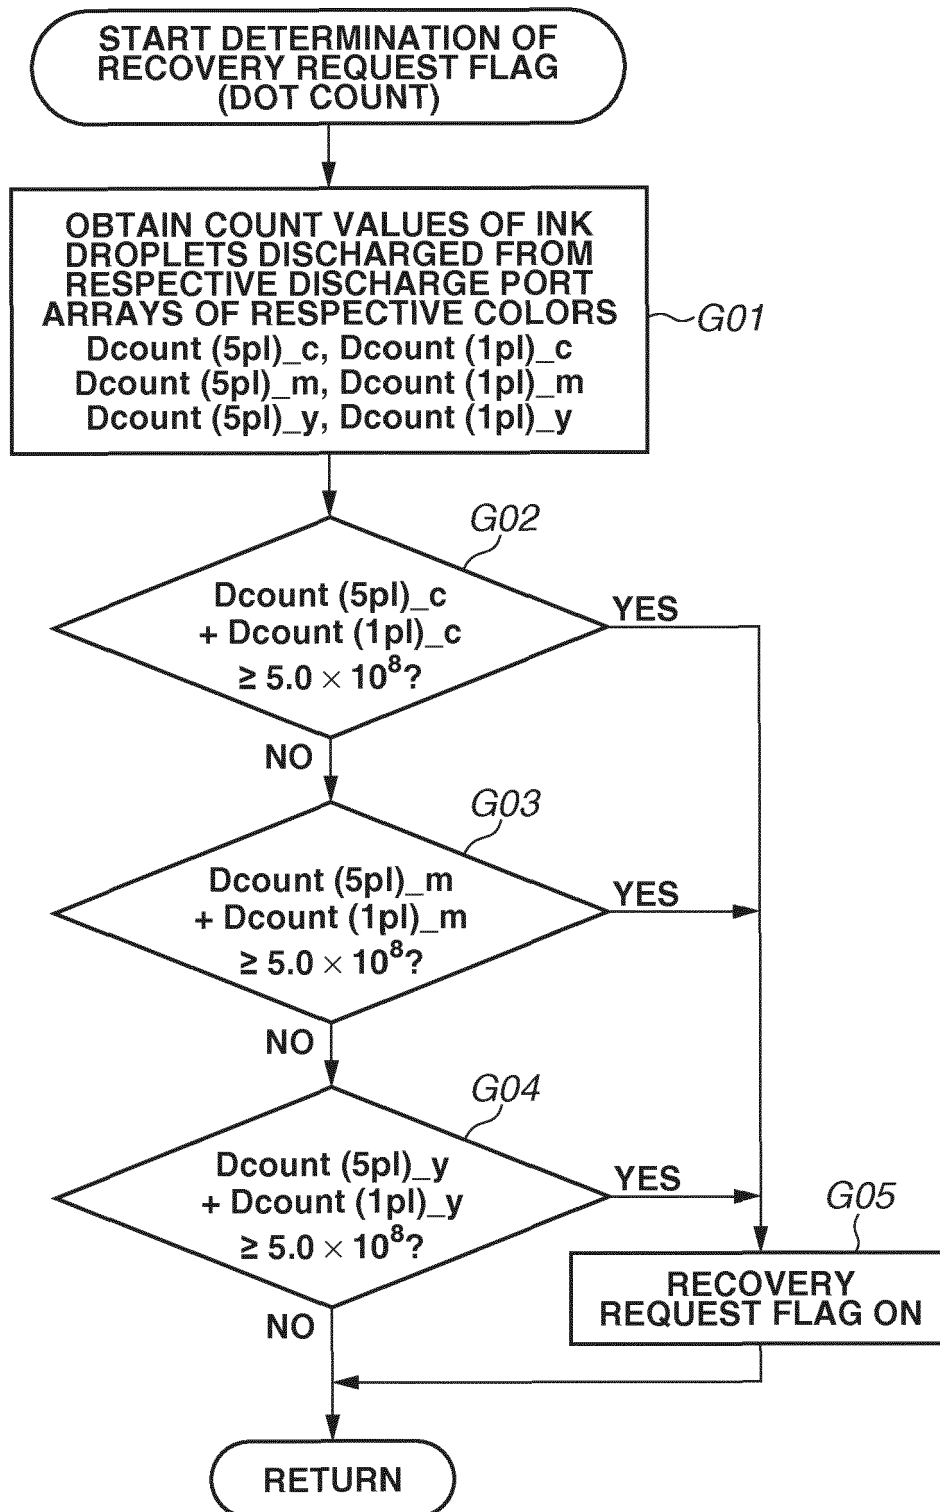 START DETERMINATION OF
RECOVERY REQUEST FLAG
(DOT COUNT)
OBTAIN COUNT VALUES OF INK
DROPLETS DISCHARGED FROM
RESPECTIVE DISCHARGE PORT
ARRAYS OF RESPECTIVE COLORS
Dcount (5pl)_c, Dcount (1pl)_c
Dcount (5pl)_m, Dcount (1pl)_m
Dcount (5pl)_y, Dcount (1pl)_y
G01
G02
Dcount (5pl)_c
+ Dcount (1pl)_c
≥ 5.0 × 10⁸?
YES
NO
G03
Dcount (5pl)_m
+ Dcount (1pl)_m
≥ 5.0 × 10⁸?
YES
NO
G04
Dcount (5pl)_y
+ Dcount (1pl)_y
≥ 5.0 × 10⁸?
YES
NO
G05
RECOVERY
REQUEST FLAG ON
RETURN